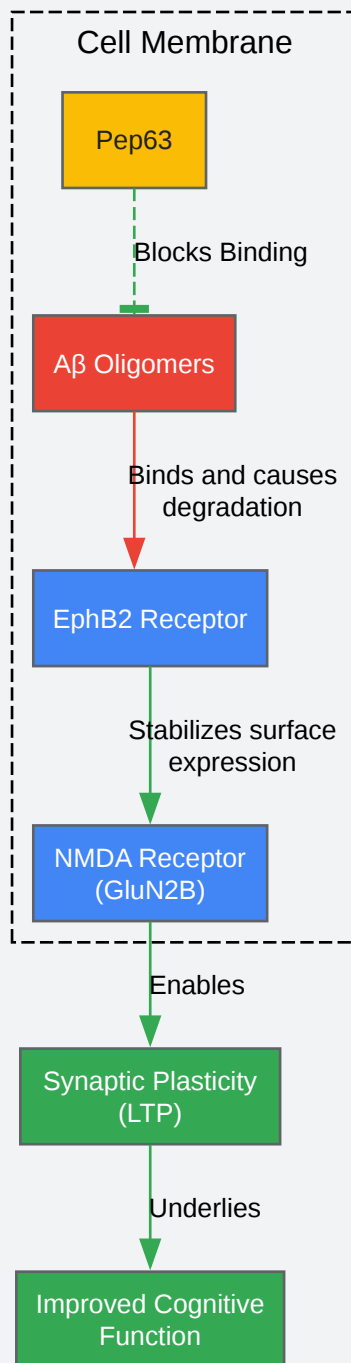 Cell Membrane
Pep63
Blocks Binding
Aβ Oligomers
Binds and causes
degradation
EphB2 Receptor
Stabilizes surface
expression
NMDA Receptor
(GluN2B)
Enables
Synaptic Plasticity
(LTP)
Underlies
Improved Cognitive
Function